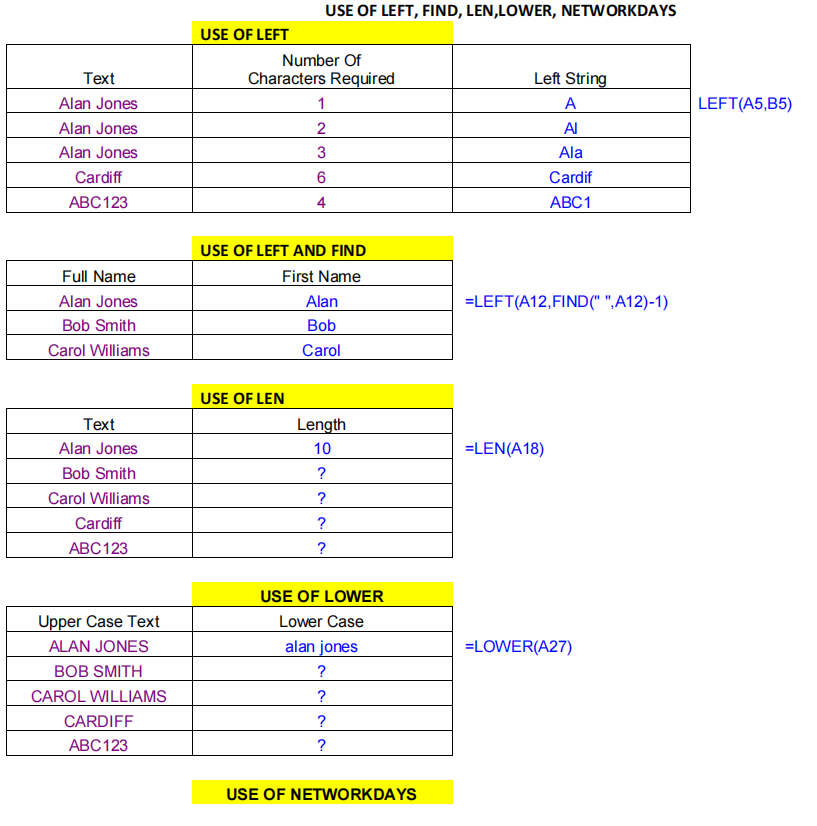 USE OF LEFT, FIND, LEN,LOWER, NETWORKDAYS
USE OF LEFT
Number Of
Text Characters Required Left String
Alan Jones 1 A LEFT(A5,B5)
Alan Jones 2 Al
Alan Jones 3 Ala
Cardiff 6 Cardif
ABC123 4 ABC1
USE OF LEFT AND FIND
Full Name First Name
Alan Jones Alan =LEFT(A12,FIND(" ",A12)-1)
Bob Smith Bob
Carol Williams Carol
USE OF LEN
Text Length
Alan Jones 10 =LEN(A18)
Bob Smith ?
Carol Williams ?
Cardiff ?
ABC123 ?
USE OF LOWER
Upper Case Text Lower Case
ALAN JONES alan jones =LOWER(A27)
BOB SMITH ?
CAROL WILLIAMS ?
CARDIFF ?
ABC123 ?
USE OF NETWORKDAYS